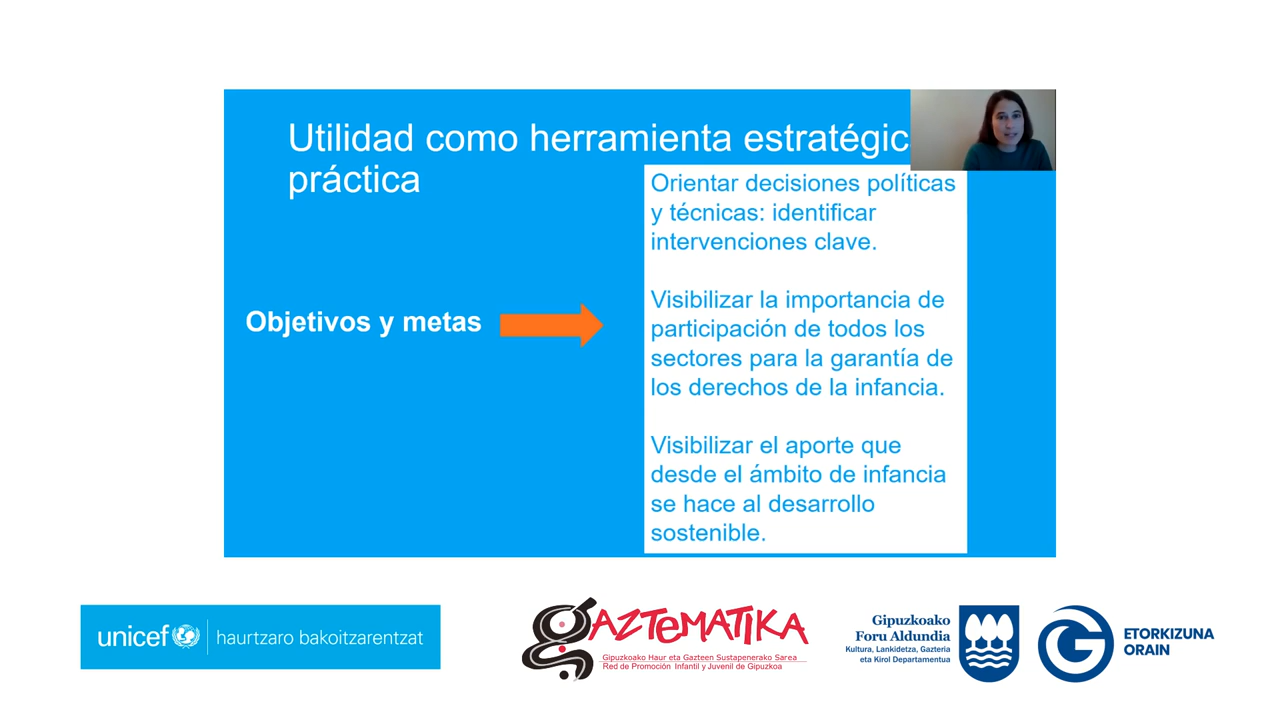 Utilidad como herramienta estratégic
práctica
Orientar decisiones políticas
y técnicas: identificar
intervenciones clave.
Visibilizar la importancia de
participación de todos los
sectores para la garantía de
los derechos de la infancia.
Visibilizar el aporte que
desde el ámbito de infancia
se hace al desarrollo
sostenible.
Objetivos y metas
unicef
haurtzaro bakoitzarentzat
gAZTEMATIKA
Gipuzkoako Haur eta Gazteen Sustapenerako Sarea
Red de Promoción Infantil y Juvenil de Gipuzkoa
Gipuzkoako
Foru Aldundia
Kultura, Lankidetza, Gazteria
eta Kirol Departamentua
G
ETORKIZUNA
ORAIN